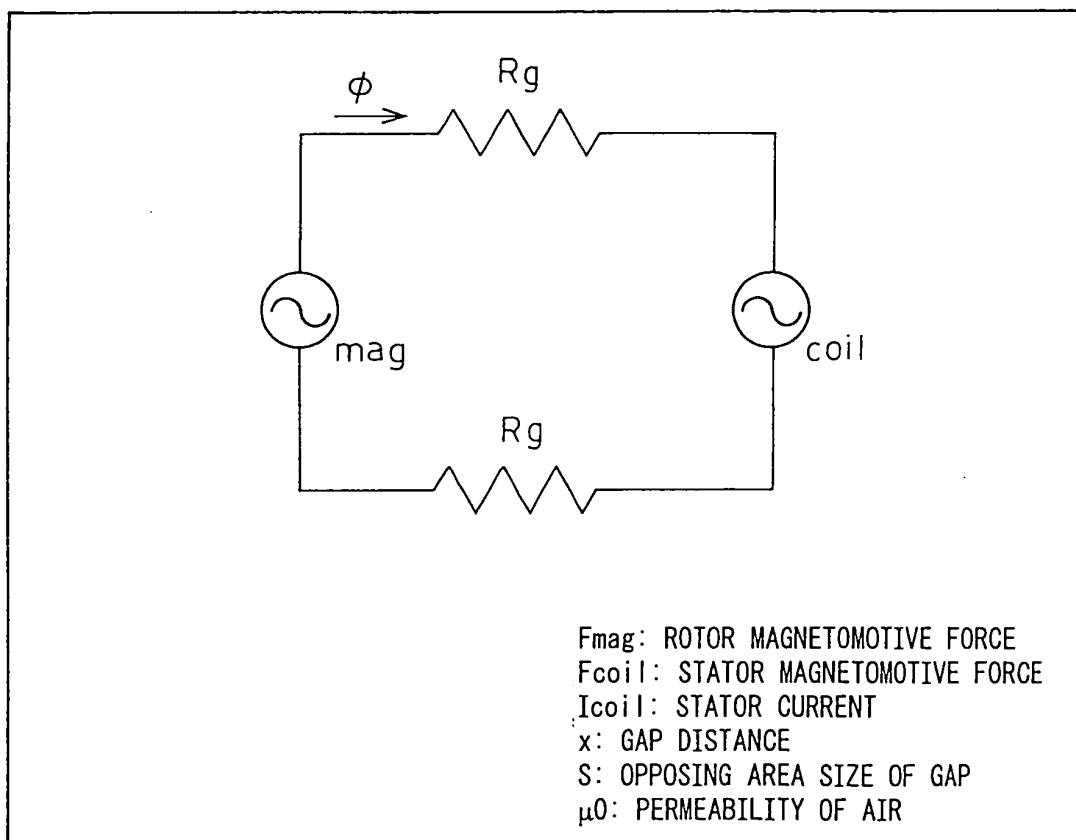 Rg
ϕ
mag
coil
Rg
Fmag: ROTOR MAGNETOMOTIVE FORCE
Fcoil: STATOR MAGNETOMOTIVE FORCE
Icoil: STATOR CURRENT
x: GAP DISTANCE
S: OPPOSING AREA SIZE OF GAP
μ0: PERMEABILITY OF AIR